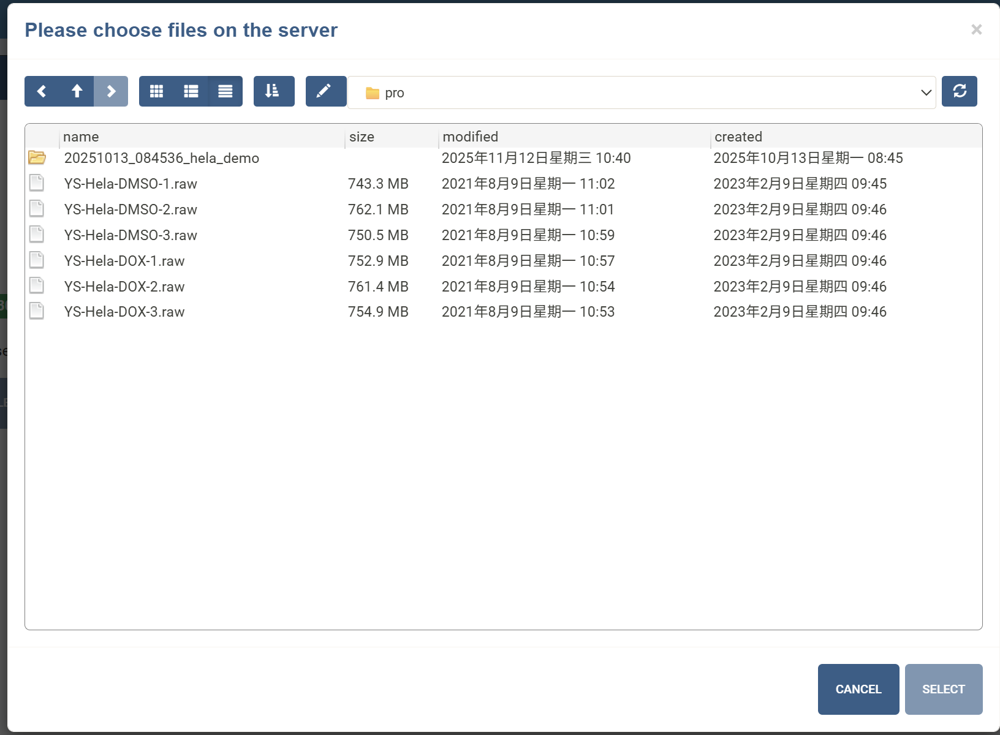 Please choose files on the server
×
pro
name size modified created
20251013_084536_hela_demo 2025年11月12日星期三 10:40 2025年10月13日星期一 08:45
YS-Hela-DMSO-1.raw 743.3 MB 2021年8月9日星期一 11:02 2023年2月9日星期四 09:45
YS-Hela-DMSO-2.raw 762.1 MB 2021年8月9日星期一 11:01 2023年2月9日星期四 09:46
YS-Hela-DMSO-3.raw 750.5 MB 2021年8月9日星期一 10:59 2023年2月9日星期四 09:46
YS-Hela-DOX-1.raw 752.9 MB 2021年8月9日星期一 10:57 2023年2月9日星期四 09:46
YS-Hela-DOX-2.raw 761.4 MB 2021年8月9日星期一 10:54 2023年2月9日星期四 09:46
YS-Hela-DOX-3.raw 754.9 MB 2021年8月9日星期一 10:53 2023年2月9日星期四 09:46
CANCEL SELECT